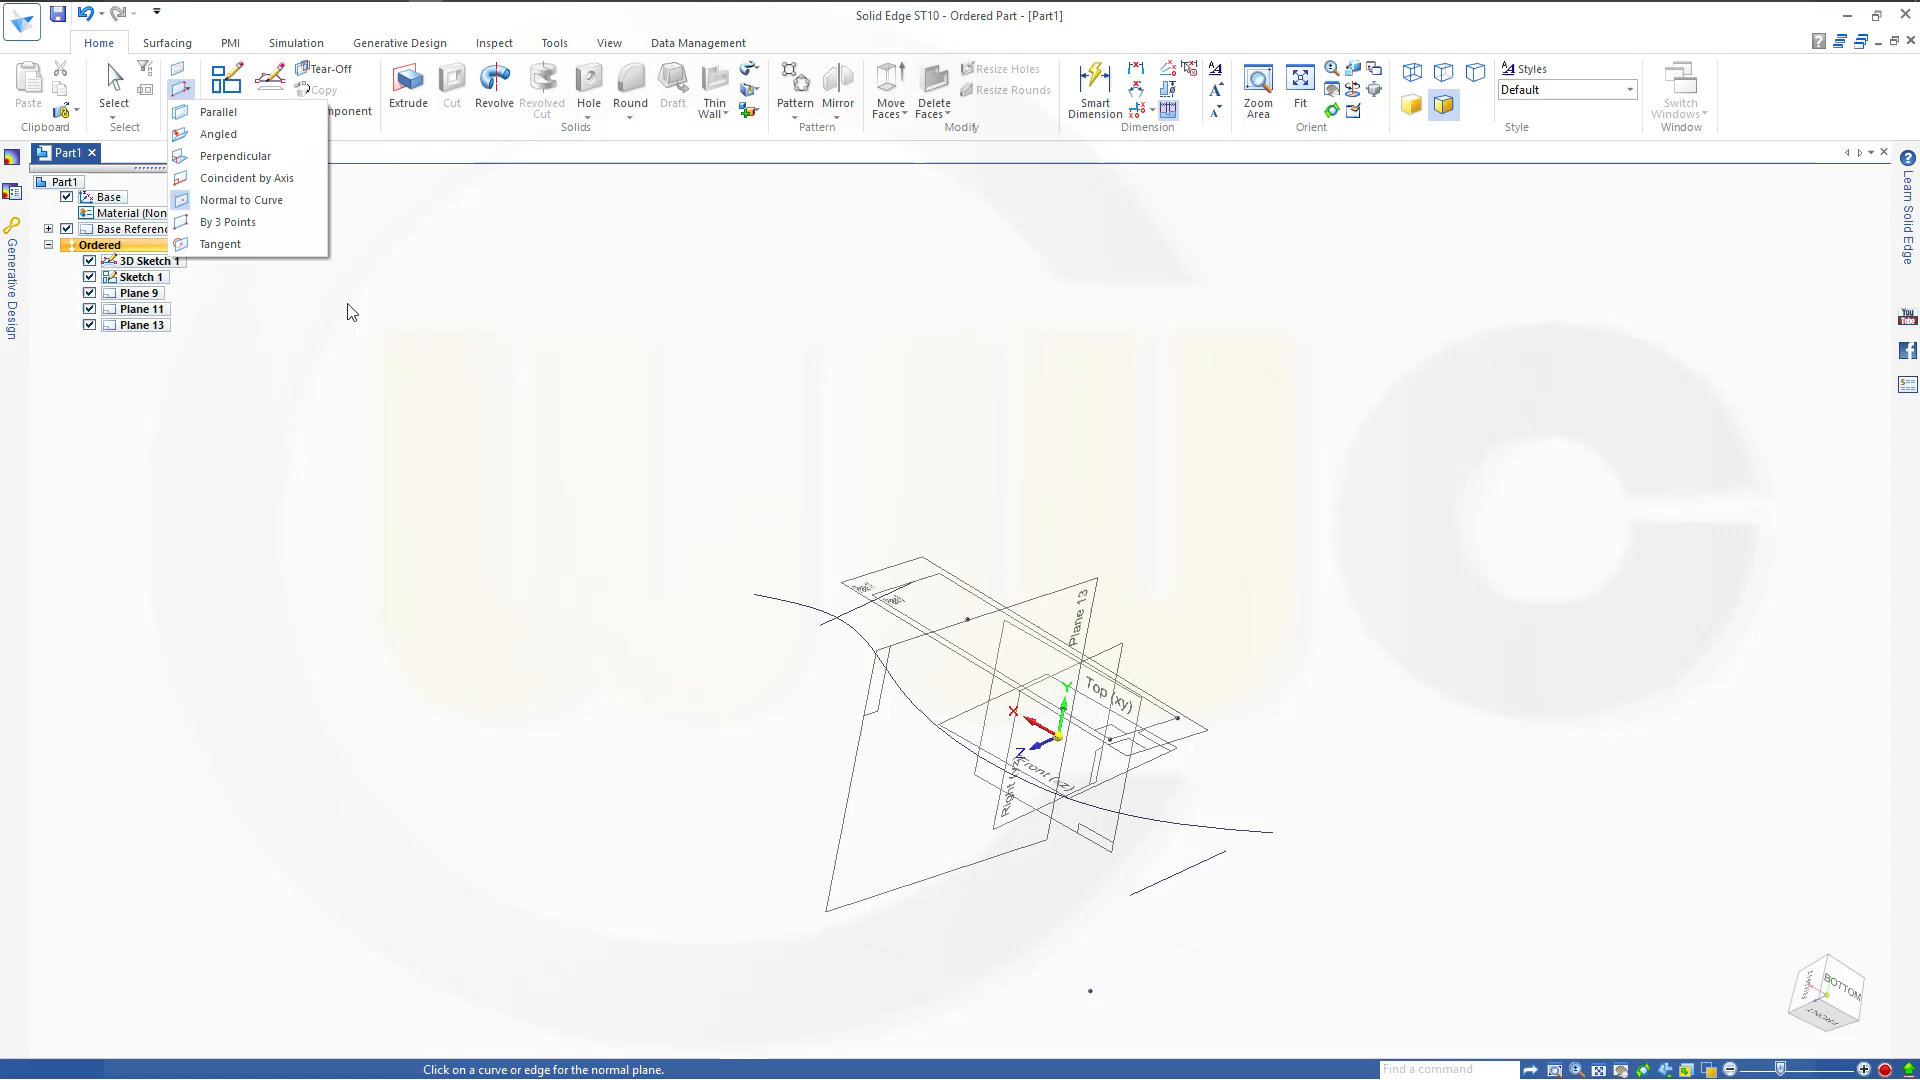 Solid Edge ST10 - Ordered Part - [Part1]
Home Surfacing PMI Simulation Generative Design Inspect Tools View Data Management
Paste
Clipboard
Select
Select
Tear-Off
Copy
mponent
Extrude
Cut
Revolve
Revolved Cut
Hole
Round
Draft
Thin Wall
Solids
Pattern
Mirror
Pattern
Move Faces
Delete Faces
Resize Holes
Resize Rounds
Modify
Smart Dimension
Dimension
Zoom Area
Fit
Orient
Styles
Default
Style
Switch Windows
Window
Parallel
Angled
Perpendicular
Coincident by Axis
Normal to Curve
By 3 Points
Tangent
Part1
Part1
Base
Material (Non
Base Referenc
Ordered
3D Sketch 1
Sketch 1
Plane 9
Plane 11
Plane 13
Generative Design
Learn Solid Edge
You Tube
Plane 13
Top (xy)
Front (xz)
Right
X
Y
Z
BOTTOM
FRONT
Click on a curve or edge for the normal plane.
Find a command